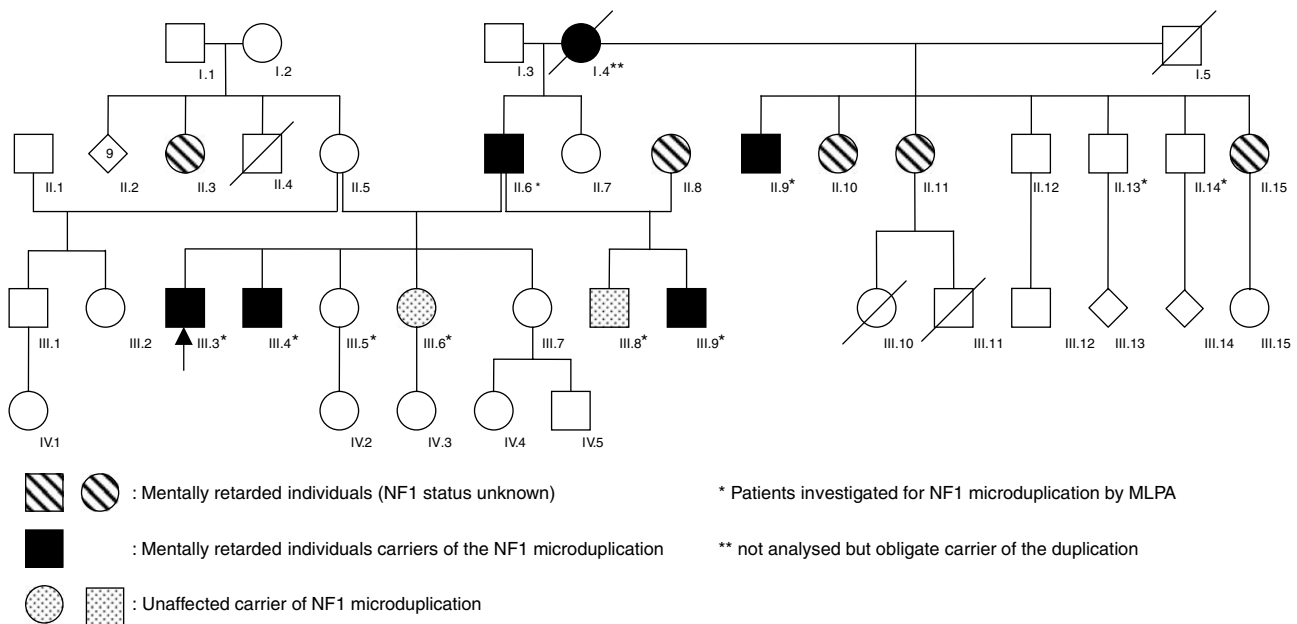 I.1
I.2
I.3
I.4**
I.5
9
II.1
II.2
II.3
II.4
II.5
II.6 *
II.7
II.8
II.9*
II.10
II.11
II.12
II.13*
II.14*
II.15
III.1
III.2
III.3*
III.4*
III.5*
III.6*
III.7
III.8*
III.9*
III.10
III.11
III.12
III.13
III.14
III.15
IV.1
IV.2
IV.3
IV.4
IV.5
: Mentally retarded individuals (NF1 status unknown)
* Patients investigated for NF1 microduplication by MLPA
: Mentally retarded individuals carriers of the NF1 microduplication
** not analysed but obligate carrier of the duplication
: Unaffected carrier of NF1 microduplication